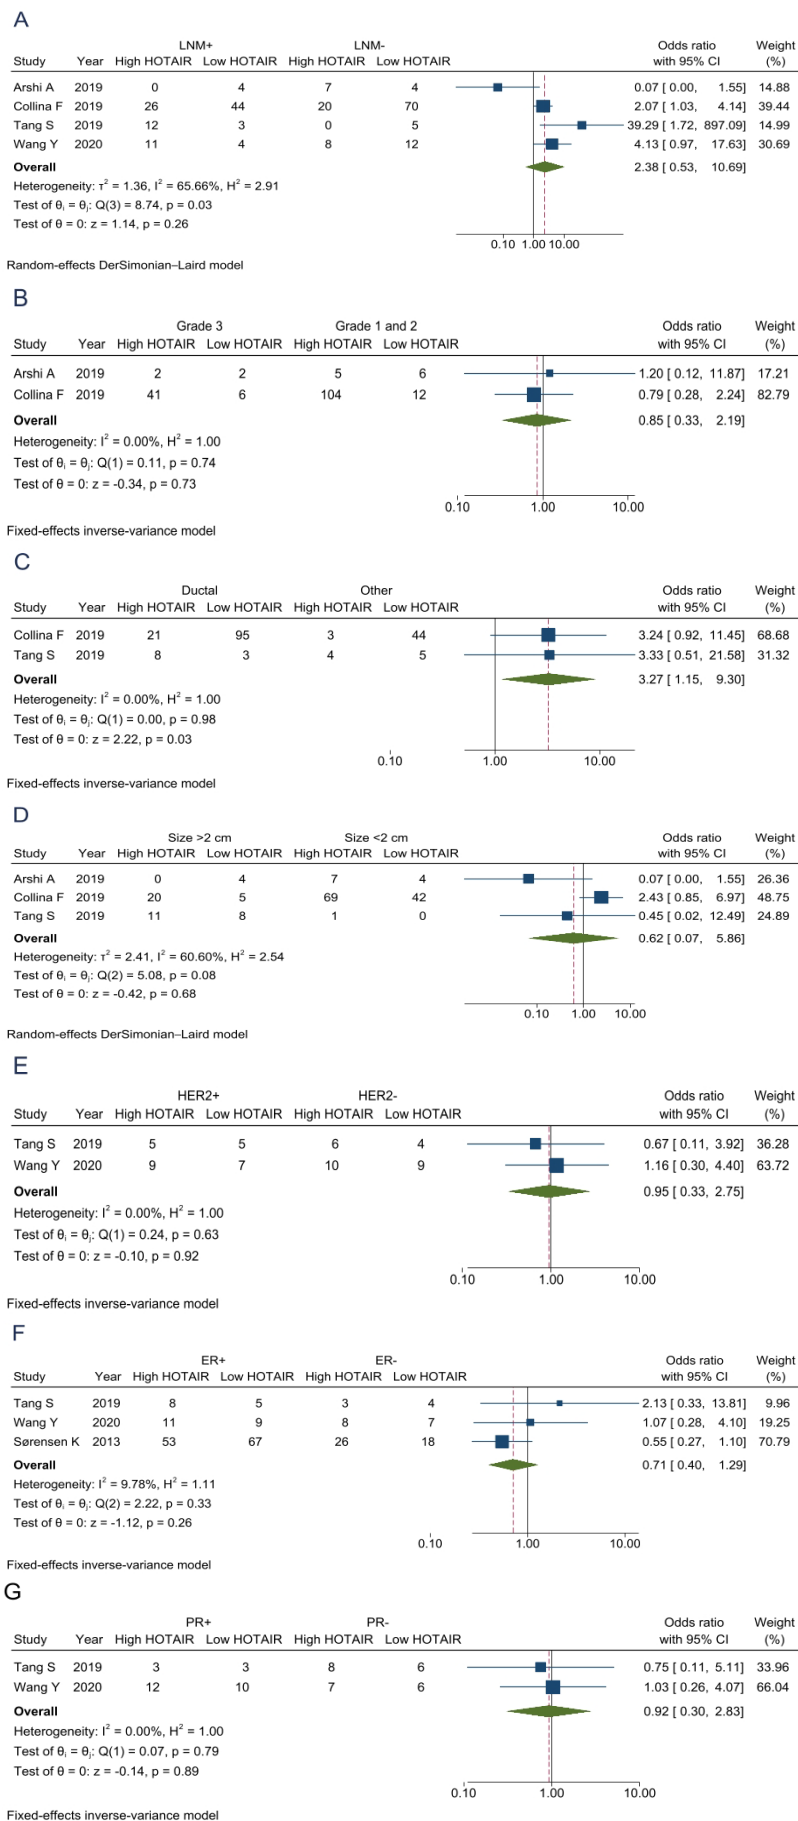 A
LNM+ LNM- Odds ratio Weight
Study Year High HOTAIR Low HOTAIR High HOTAIR Low HOTAIR with 95% CI (%)
Arshi A 2019 0 4 7 4 0.07 [ 0.00, 1.55] 14.88
Collina F 2019 26 44 20 70 2.07 [ 1.03, 4.14] 39.44
Tang S 2019 12 3 0 5 39.29 [ 1.72, 897.09] 14.99
Wang Y 2020 11 4 8 12 4.13 [ 0.97, 17.63] 30.69
Overall 2.38 [ 0.53, 10.69]
Heterogeneity: τ² = 1.36, I² = 65.66%, H² = 2.91
Test of θᵢ = θⱼ: Q(3) = 8.74, p = 0.03
Test of θ = 0: z = 1.14, p = 0.26
0.10 1.00 10.00
Random-effects DerSimonian–Laird model
B
Grade 3 Grade 1 and 2 Odds ratio Weight
Study Year High HOTAIR Low HOTAIR High HOTAIR Low HOTAIR with 95% CI (%)
Arshi A 2019 2 2 5 6 1.20 [ 0.12, 11.87] 17.21
Collina F 2019 41 6 104 12 0.79 [ 0.28, 2.24] 82.79
Overall 0.85 [ 0.33, 2.19]
Heterogeneity: I² = 0.00%, H² = 1.00
Test of θᵢ = θⱼ: Q(1) = 0.11, p = 0.74
Test of θ = 0: z = -0.34, p = 0.73
0.10 1.00 10.00
Fixed-effects inverse-variance model
C
Ductal Other Odds ratio Weight
Study Year High HOTAIR Low HOTAIR High HOTAIR Low HOTAIR with 95% CI (%)
Collina F 2019 21 95 3 44 3.24 [ 0.92, 11.45] 68.68
Tang S 2019 8 3 4 5 3.33 [ 0.51, 21.58] 31.32
Overall 3.27 [ 1.15, 9.30]
Heterogeneity: I² = 0.00%, H² = 1.00
Test of θᵢ = θⱼ: Q(1) = 0.00, p = 0.98
Test of θ = 0: z = 2.22, p = 0.03
0.10 1.00 10.00
Fixed-effects inverse-variance model
D
Size >2 cm Size <2 cm Odds ratio Weight
Study Year High HOTAIR Low HOTAIR High HOTAIR Low HOTAIR with 95% CI (%)
Arshi A 2019 0 4 7 4 0.07 [ 0.00, 1.55] 26.36
Collina F 2019 20 5 69 42 2.43 [ 0.85, 6.97] 48.75
Tang S 2019 11 8 1 0 0.45 [ 0.02, 12.49] 24.89
Overall 0.62 [ 0.07, 5.86]
Heterogeneity: τ² = 2.41, I² = 60.60%, H² = 2.54
Test of θᵢ = θⱼ: Q(2) = 5.08, p = 0.08
Test of θ = 0: z = -0.42, p = 0.68
0.10 1.00 10.00
Random-effects DerSimonian–Laird model
E
HER2+ HER2- Odds ratio Weight
Study Year High HOTAIR Low HOTAIR High HOTAIR Low HOTAIR with 95% CI (%)
Tang S 2019 5 5 6 4 0.67 [ 0.11, 3.92] 36.28
Wang Y 2020 9 7 10 9 1.16 [ 0.30, 4.40] 63.72
Overall 0.95 [ 0.33, 2.75]
Heterogeneity: I² = 0.00%, H² = 1.00
Test of θᵢ = θⱼ: Q(1) = 0.24, p = 0.63
Test of θ = 0: z = -0.10, p = 0.92
0.10 1.00 10.00
Fixed-effects inverse-variance model
F
ER+ ER- Odds ratio Weight
Study Year High HOTAIR Low HOTAIR High HOTAIR Low HOTAIR with 95% CI (%)
Tang S 2019 8 5 3 4 2.13 [ 0.33, 13.81] 9.96
Wang Y 2020 11 9 8 7 1.07 [ 0.28, 4.10] 19.25
Sørensen K 2013 53 67 26 18 0.55 [ 0.27, 1.10] 70.79
Overall 0.71 [ 0.40, 1.29]
Heterogeneity: I² = 9.78%, H² = 1.11
Test of θᵢ = θⱼ: Q(2) = 2.22, p = 0.33
Test of θ = 0: z = -1.12, p = 0.26
0.10 1.00 10.00
Fixed-effects inverse-variance model
G
PR+ PR- Odds ratio Weight
Study Year High HOTAIR Low HOTAIR High HOTAIR Low HOTAIR with 95% CI (%)
Tang S 2019 3 3 8 6 0.75 [ 0.11, 5.11] 33.96
Wang Y 2020 12 10 7 6 1.03 [ 0.26, 4.07] 66.04
Overall 0.92 [ 0.30, 2.83]
Heterogeneity: I² = 0.00%, H² = 1.00
Test of θᵢ = θⱼ: Q(1) = 0.07, p = 0.79
Test of θ = 0: z = -0.14, p = 0.89
0.10 1.00 10.00
Fixed-effects inverse-variance model